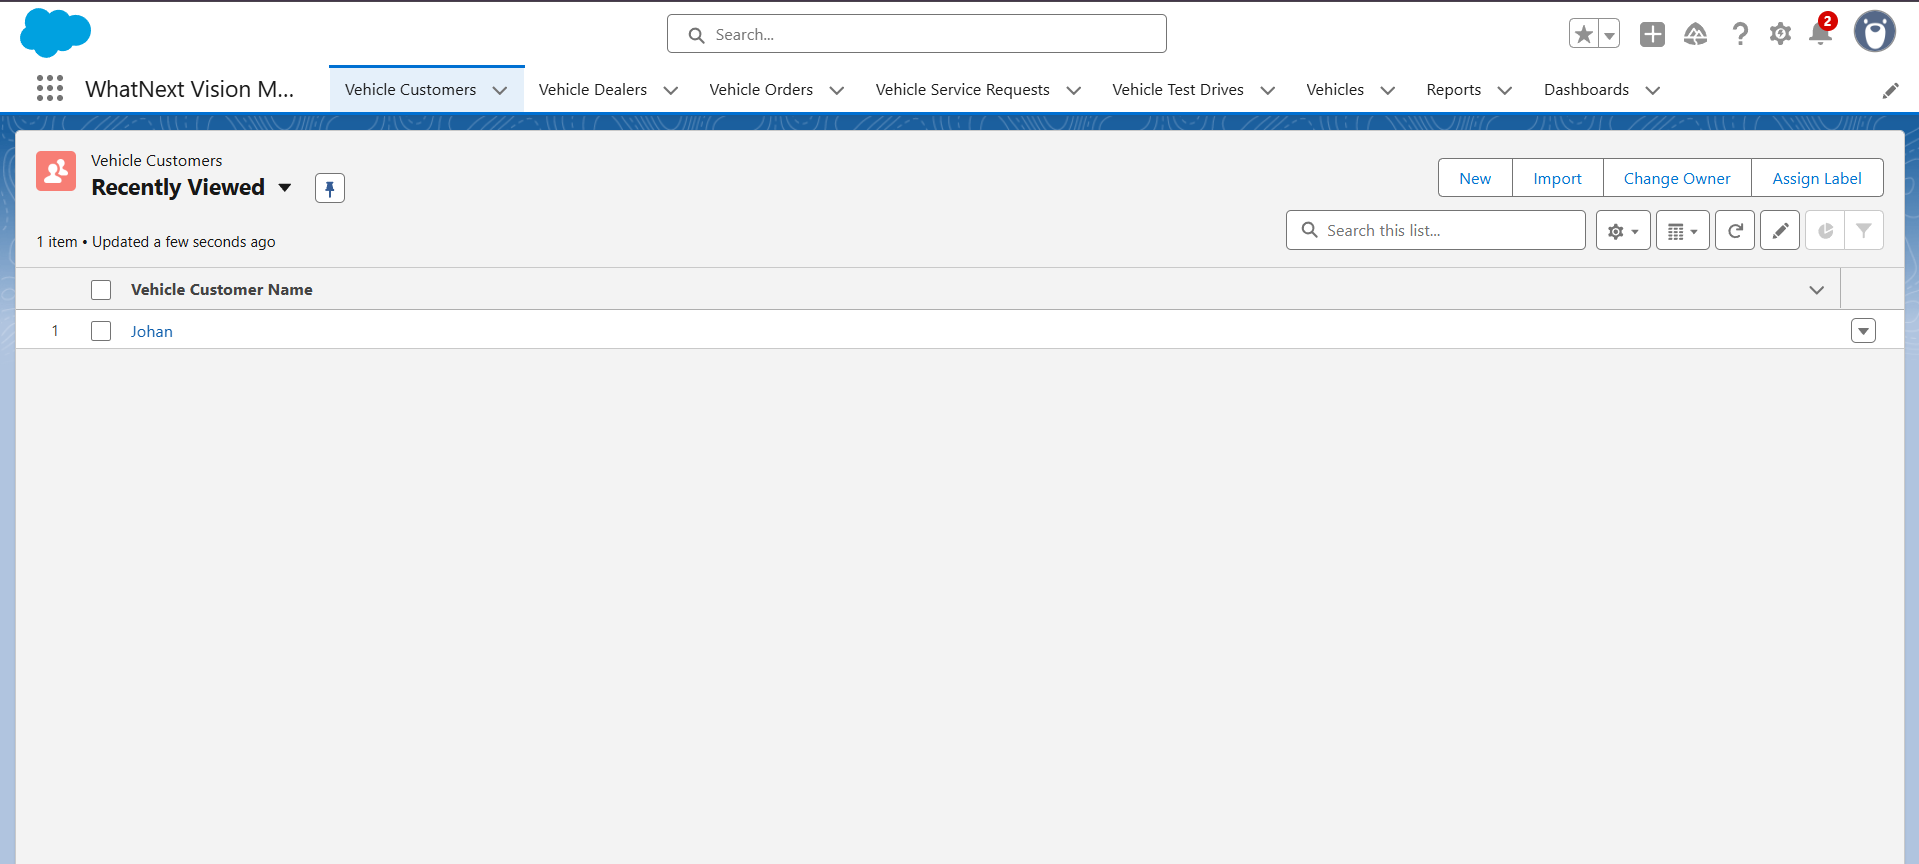 Search...
2
WhatNext Vision M...
Vehicle Customers
Vehicle Dealers
Vehicle Orders
Vehicle Service Requests
Vehicle Test Drives
Vehicles
Reports
Dashboards
Vehicle Customers
Recently Viewed
New
Import
Change Owner
Assign Label
1 item • Updated a few seconds ago
Search this list...
Vehicle Customer Name
1 Johan